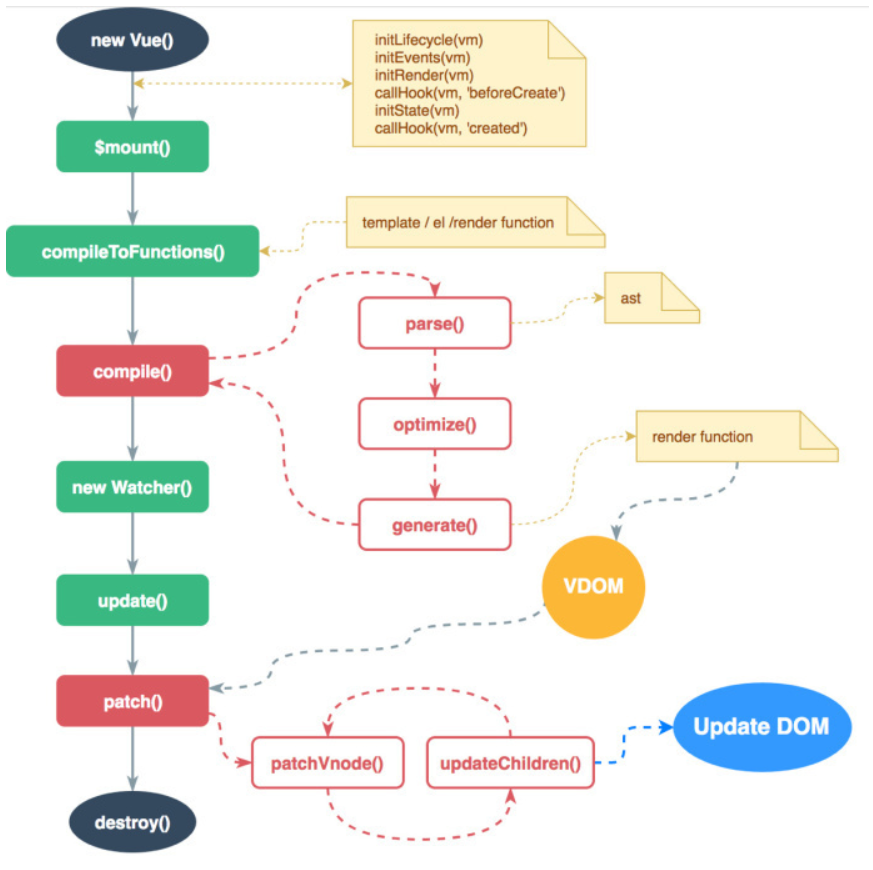 new Vue()
initLifecycle(vm)
initEvents(vm)
initRender(vm)
callHook(vm, 'beforeCreate')
initState(vm)
callHook(vm, 'created')
$mount()
template / el /render function
compileToFunctions()
ast
parse()
compile()
optimize()
render function
new Watcher()
generate()
VDOM
update()
patch()
Update DOM
patchVnode()
updateChildren()
destroy()